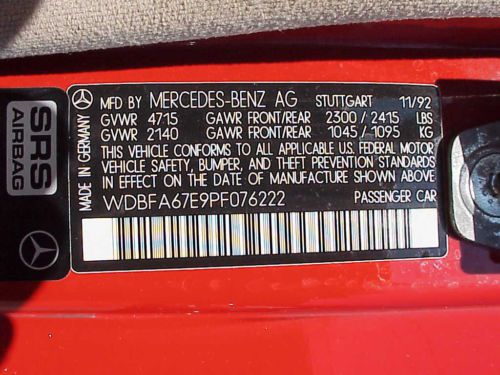 MFD BY MERCEDES-BENZ AG STUTTGART 11/92
GVWR 4715 GAWR FRONT/REAR 2300 / 2415 LBS
GVWR 2140 GAWR FRONT/REAR 1045 / 1095 KG
THIS VEHICLE CONFORMS TO ALL APPLICABLE U.S. FEDERAL MOTOR
VEHICLE SAFETY, BUMPER, AND THEFT PREVENTION STANDARDS
IN EFFECT ON THE DATE OF MANUFACTURE SHOWN ABOVE
WDBFA67E9PF076222 PASSENGER CAR
MADE IN GERMANY
SRS
AIRBAG